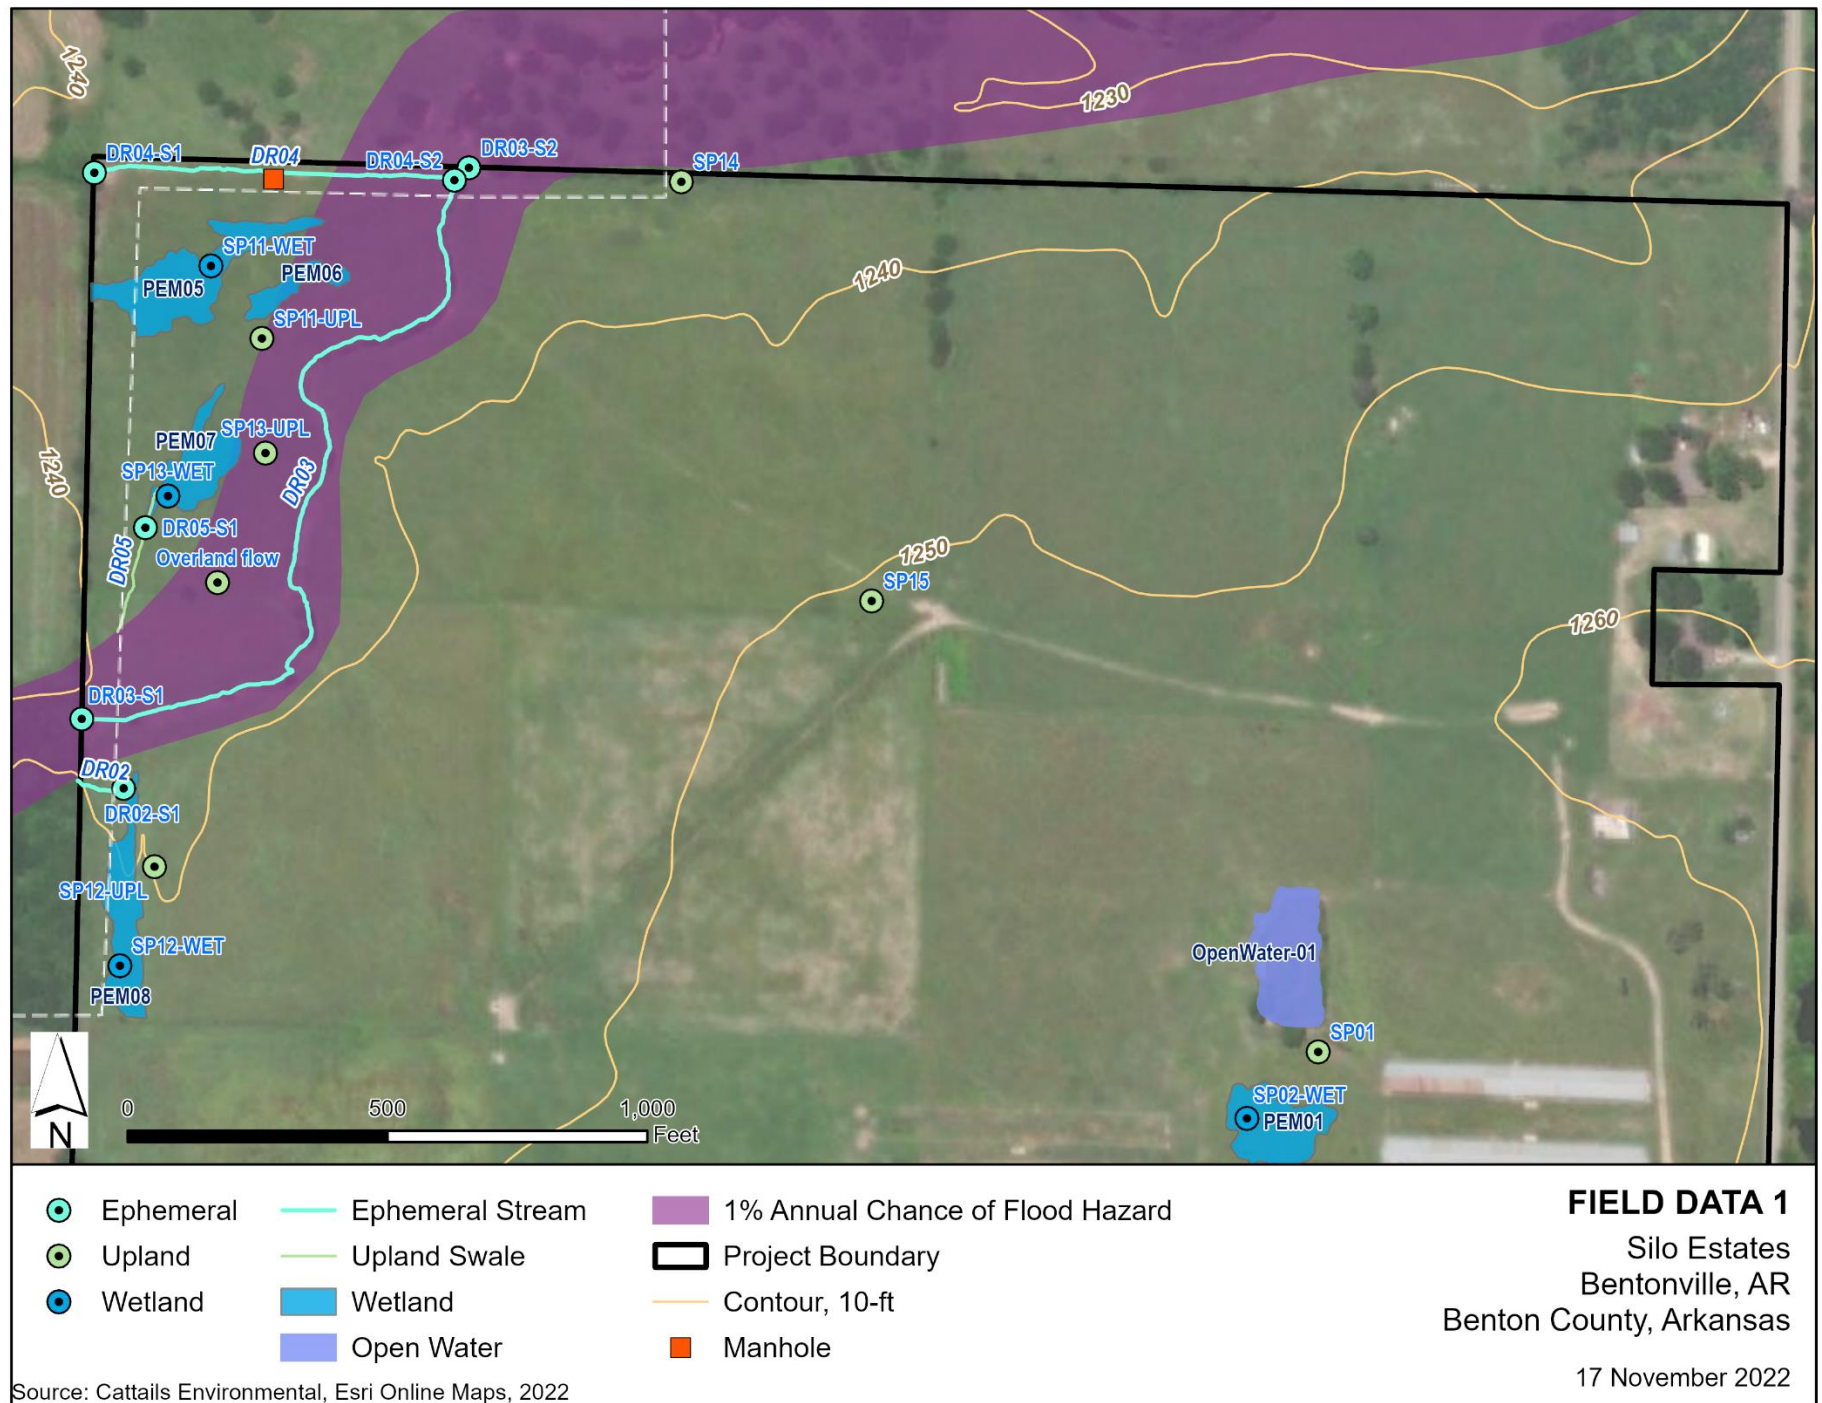 1240
1230
DR04-S1
DR04
DR04-S2
DR03-S2
SP14
SP11-WET
PEM06
PEM05
1240
SP11-UPL
SP13-UPL
PEM07
SP13-WET
1240
DR03
DR05-S1
DR05
Overland flow
1250
SP15
1260
DR03-S1
DR02
DR02-S1
SP12-UPL
SP12-WET
PEM08
OpenWater-01
SP01
SP02-WET
PEM01
N
0 500 1,000
Feet
Ephemeral
Upland
Wetland
Ephemeral Stream
Upland Swale
Wetland
Open Water
1% Annual Chance of Flood Hazard
Project Boundary
Contour, 10-ft
Manhole
FIELD DATA 1
Silo Estates
Bentonville, AR
Benton County, Arkansas
17 November 2022
Source: Cattails Environmental, Esri Online Maps, 2022